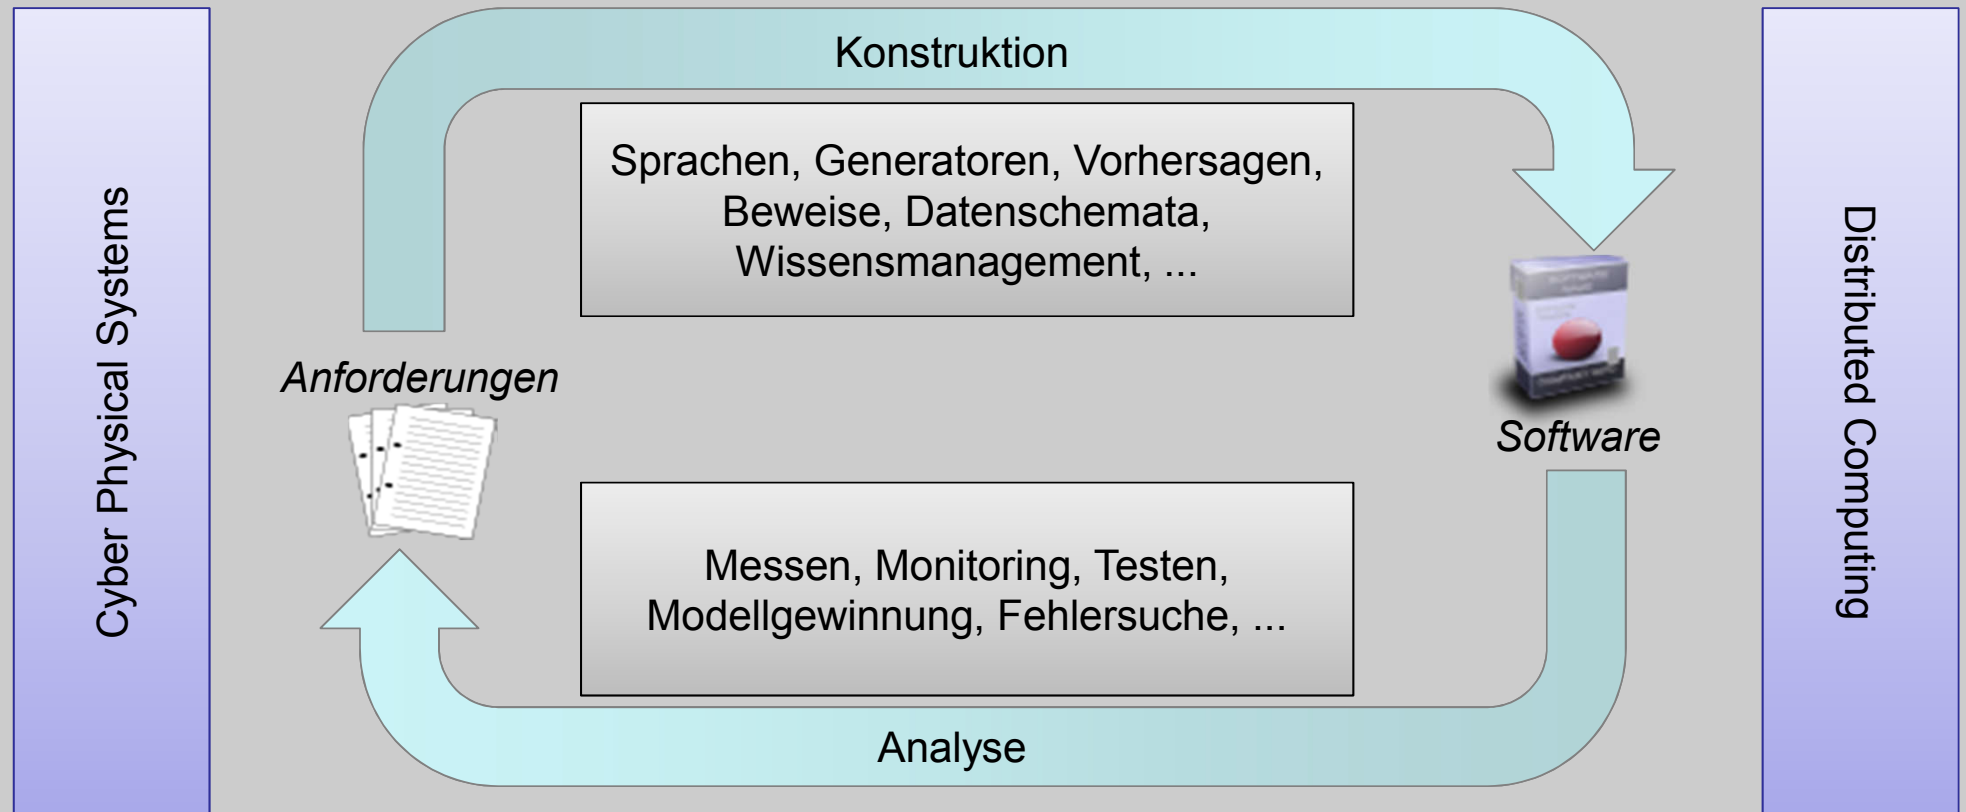 Konstruktion
Cyber Physical Systems
Sprachen, Generatoren, Vorhersagen,
Beweise, Datenschemata,
Wissensmanagement, ...
Anforderungen
Software
Messen, Monitoring, Testen,
Modellgewinnung, Fehlersuche, ...
Analyse
Distributed Computing